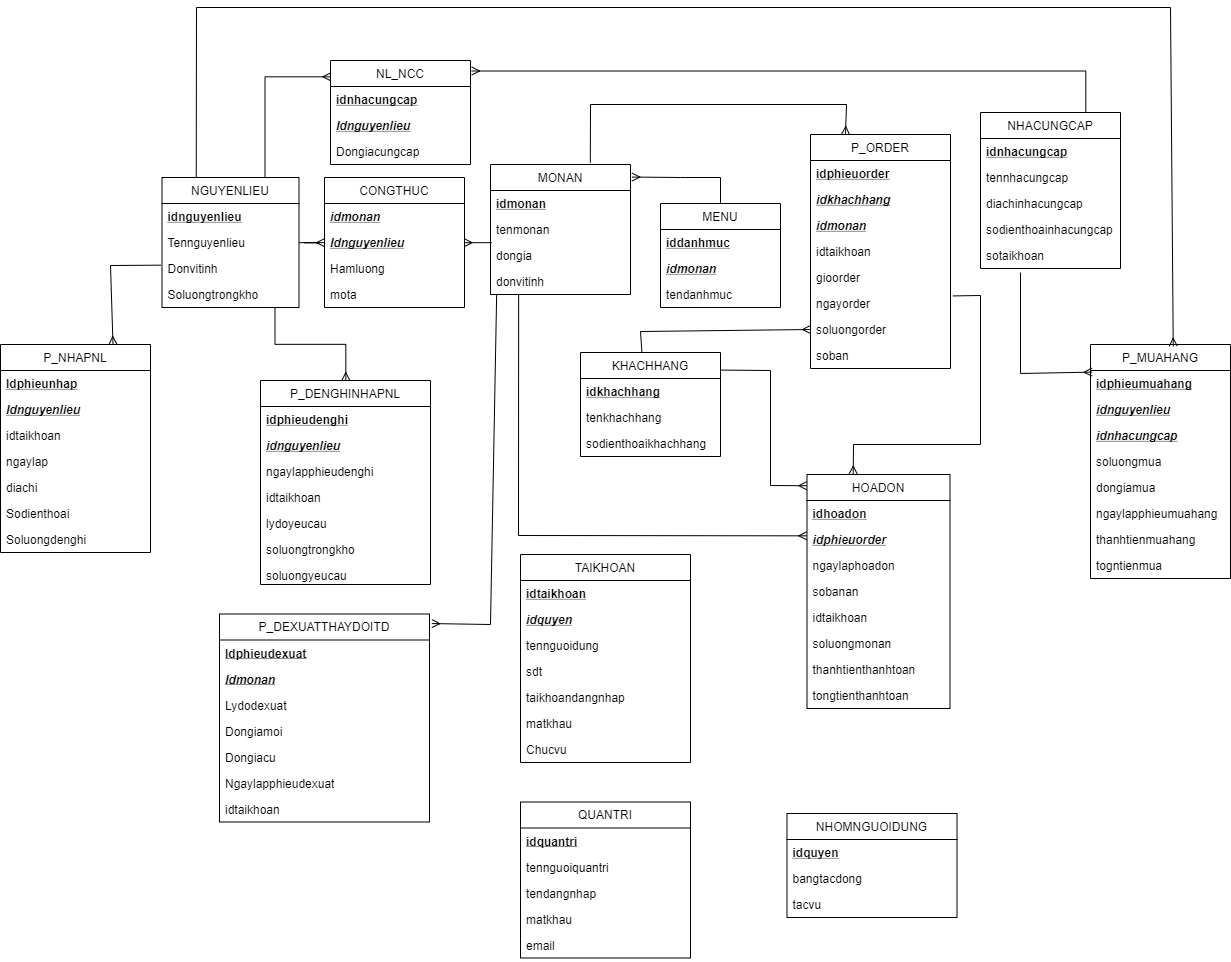 NL_NCC
idnhacungcap
Idnguyenlieu
Dongiacungcap
NGUYENLIEU
idnguyenlieu
Tennguyenlieu
Donvitinh
Soluongtrongkho
CONGTHUC
idmonan
Idnguyenlieu
Hamluong
mota
MONAN
idmonan
tenmonan
dongia
donvitinh
MENU
iddanhmuc
idmonan
tendanhmuc
P_ORDER
idphieuorder
idkhachhang
idmonan
idtaikhoan
gioorder
ngayorder
soluongorder
soban
NHACUNGCAP
idnhacungcap
tennhacungcap
diachinhacungcap
sodienthoainhacungcap
sotaikhoan
P_NHAPNL
Idphieunhap
Idnguyenlieu
idtaikhoan
ngaylap
diachi
Sodienthoai
Soluongdenghi
P_DENGHINHAPNL
idphieudenghi
idnguyenlieu
ngaylapphieudenghi
idtaikhoan
lydoyeucau
soluongtrongkho
soluongyeucau
KHACHHANG
idkhachhang
tenkhachhang
sodienthoaikhachhang
P_MUAHANG
idphieumuahang
idnguyenlieu
idnhacungcap
soluongmua
dongiamua
ngaylapphieumuahang
thanhtienmuahang
togntienmua
HOADON
idhoadon
idphieuorder
ngaylaphoadon
sobanan
idtaikhoan
soluongmonan
thanhtienthanhtoan
tongtienthanhtoan
TAIKHOAN
idtaikhoan
idquyen
tennguoidung
sdt
taikhoandangnhap
matkhau
Chucvu
P_DEXUATTHAYDOITD
Idphieudexuat
Idmonan
Lydodexuat
Dongiamoi
Dongiacu
Ngaylapphieudexuat
idtaikhoan
QUANTRI
idquantri
tennguoiquantri
tendangnhap
matkhau
email
NHOMNGUOIDUNG
idquyen
bangtacdong
tacvu